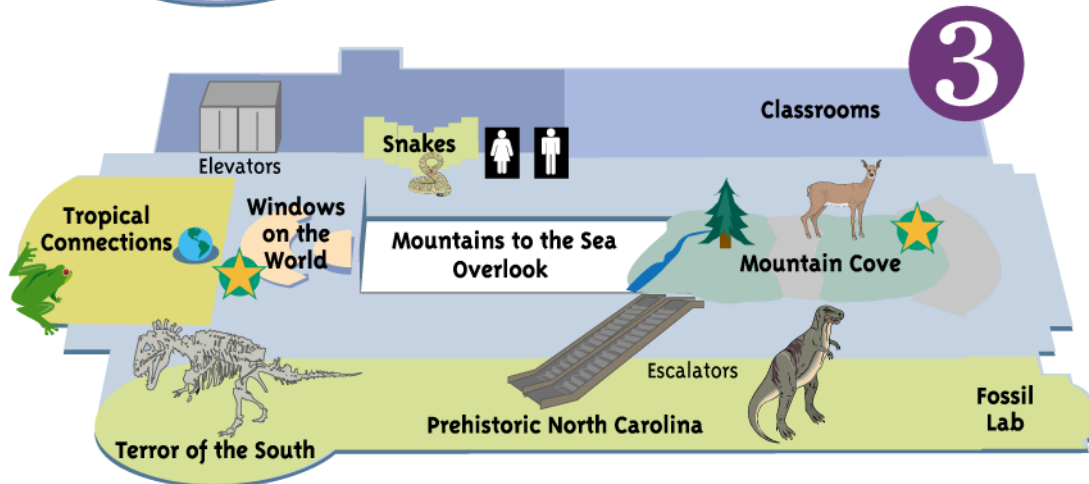 3
Classrooms
Snakes
Elevators
Tropical
Connections
Windows
on the
World
Mountains to the Sea
Overlook
Mountain Cove
Escalators
Fossil
Lab
Prehistoric North Carolina
Terror of the South